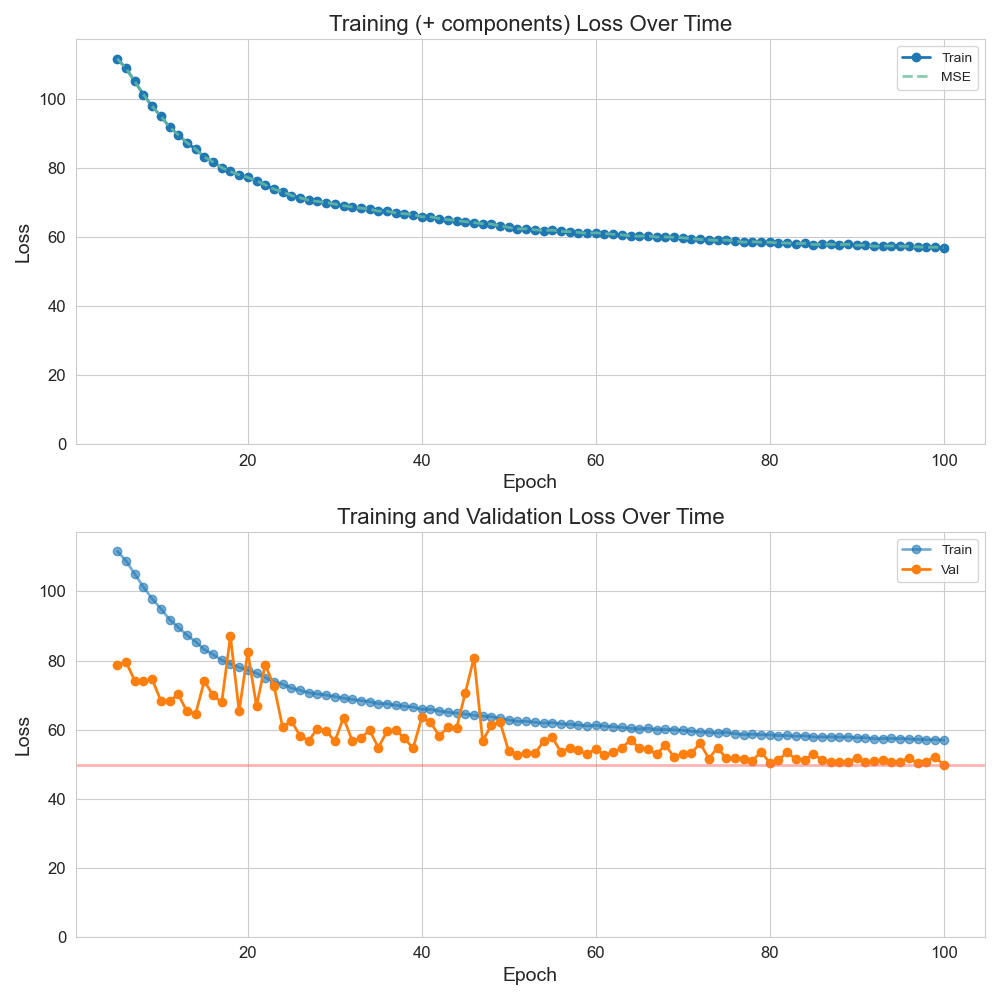 Training (+ components) Loss Over Time
Train
MSE
Loss
100
80
60
40
20
0
20 40 60 80 100
Epoch
Training and Validation Loss Over Time
Train
Val
Loss
100
80
60
40
20
0
20 40 60 80 100
Epoch